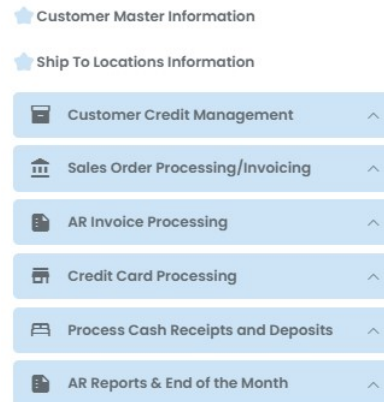 Customer Master Information
Ship To Locations Information
Customer Credit Management
Sales Order Processing/Invoicing
AR Invoice Processing
Credit Card Processing
Process Cash Receipts and Deposits
AR Reports & End of the Month